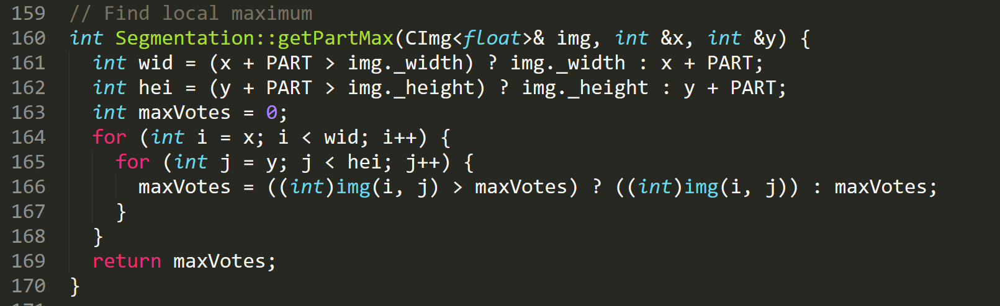 159 // Find local maximum
160 int Segmentation::getPartMax(CImg<float>& img, int &x, int &y) {
161 int wid = (x + PART > img._width) ? img._width : x + PART;
162 int hei = (y + PART > img._height) ? img._height : y + PART;
163 int maxVotes = 0;
164 for (int i = x; i < wid; i++) {
165 for (int j = y; j < hei; j++) {
166 maxVotes = ((int)img(i, j) > maxVotes) ? ((int)img(i, j)) : maxVotes;
167 }
168 }
169 return maxVotes;
170 }
171